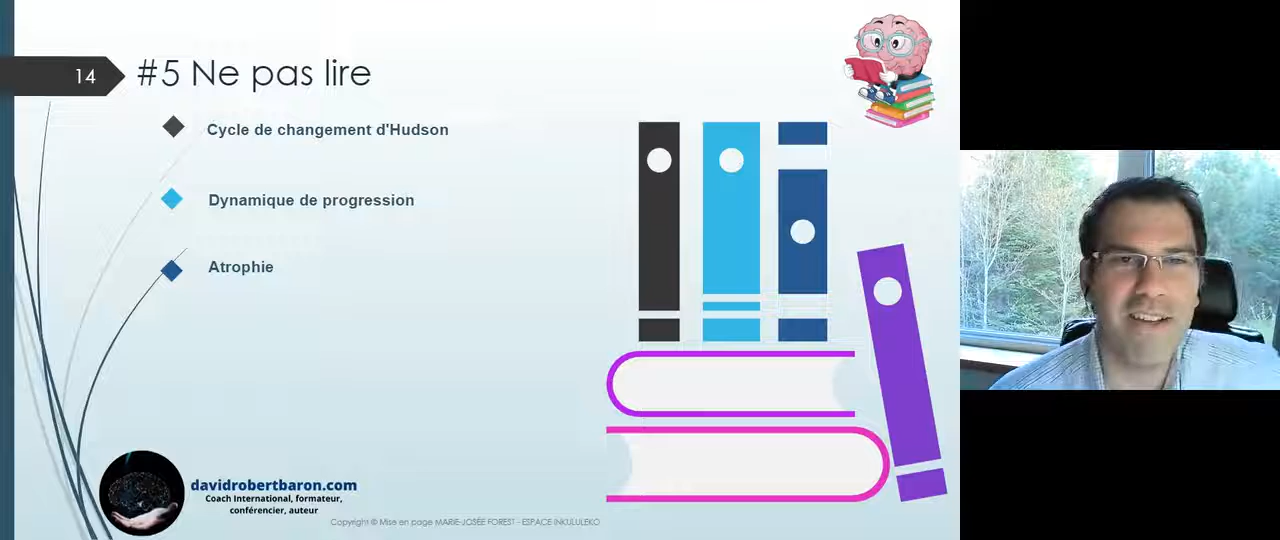 14
#5 Ne pas lire
Cycle de changement d'Hudson
Dynamique de progression
Atrophie
davidrobertbaron.com
Coach International, formateur,
conférencier, auteur
Copyright © Mise en page MARIE-JOSÉE FOREST - ESPACE INKULULEKO